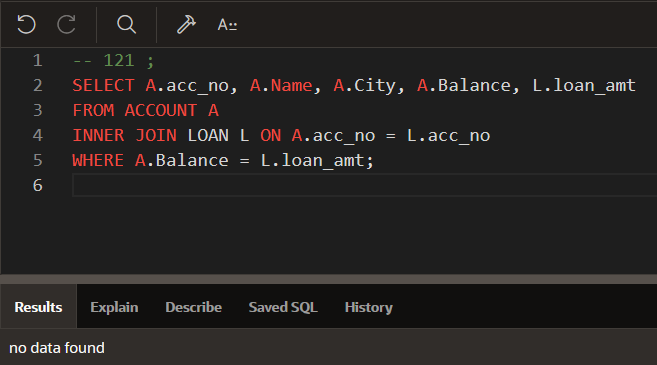 A
1 -- 121 ;
2 SELECT A.acc_no, A.Name, A.City, A.Balance, L.loan_amt
3 FROM ACCOUNT A
4 INNER JOIN LOAN L ON A.acc_no = L.acc_no
5 WHERE A.Balance = L.loan_amt;
6
Results Explain Describe Saved SQL History
no data found